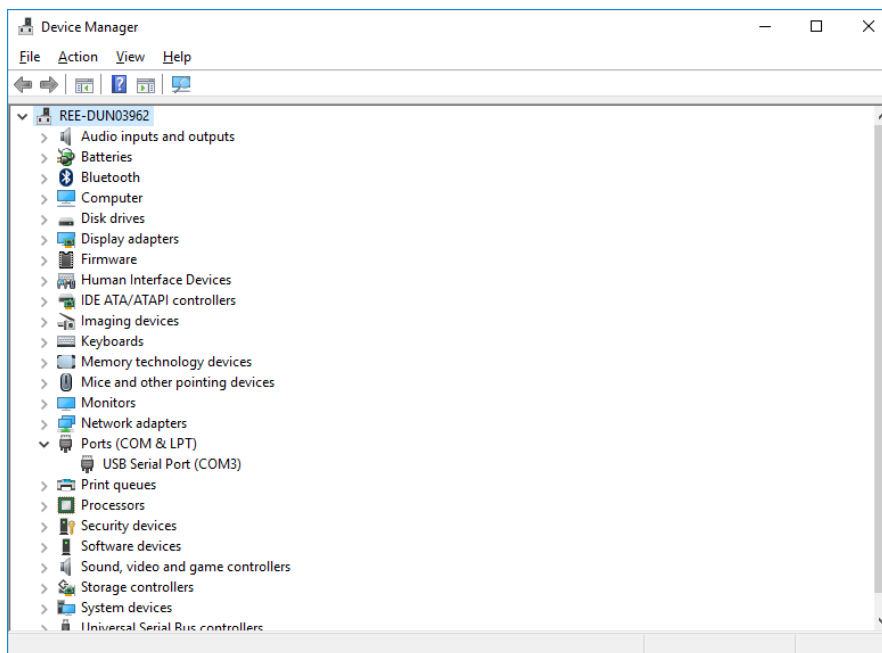 Device Manager
File Action View Help
REE-DUN03962
Audio inputs and outputs
Batteries
Bluetooth
Computer
Disk drives
Display adapters
Firmware
Human Interface Devices
IDE ATA/ATAPI controllers
Imaging devices
Keyboards
Memory technology devices
Mice and other pointing devices
Monitors
Network adapters
Ports (COM & LPT)
USB Serial Port (COM3)
Print queues
Processors
Security devices
Software devices
Sound, video and game controllers
Storage controllers
System devices
Universal Serial Bus controllers